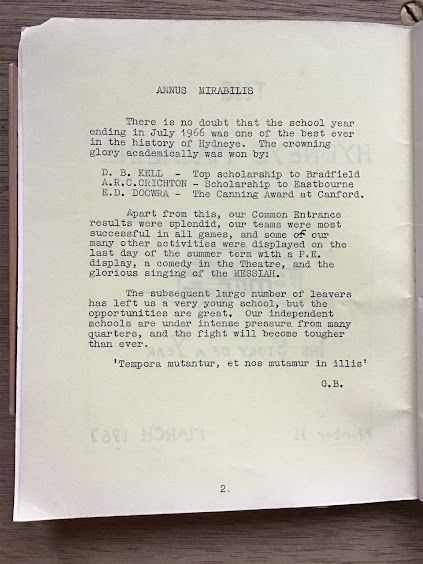 ANNUS MIRABILIS
There is no doubt that the school year
ending in July 1966 was one of the best ever
in the history of Hydneye. The crowning
glory academically was won by:
D. B. KELL - Top scholarship to Bradfield
A.R.C.CRICHTON - Scholarship to Eastbourne
E.D. DOCWRA - The Canning Award at Canford.
Apart from this, our Common Entrance
results were splendid, our teams were most
successful in all games, and some of our
many other activities were displayed on the
last day of the summer term with a P.E.
display, a comedy in the Theatre, and the
glorious singing of the MESSIAH.
The subsequent large number of leavers
has left us a very young school, but the
opportunities are great. Our independent
schools are under intense pressure from many
quarters, and the fight will become tougher
than ever.
'Tempora mutantur, et nos mutamur in illis'
G.B.
2.